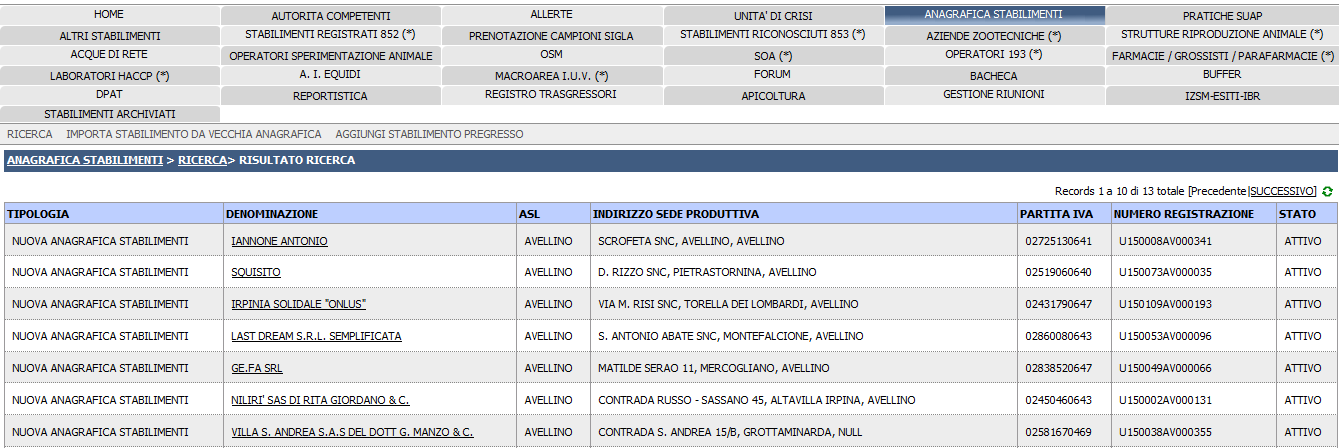 HOME AUTORITA COMPETENTI ALLERTE UNITA' DI CRISI ANAGRAFICA STABILIMENTI PRATICHE SUAP
ALTRI STABILIMENTI STABILIMENTI REGISTRATI 852 (*) PRENOTAZIONE CAMPIONI SIGLA STABILIMENTI RICONOSCIUTI 853 (*) AZIENDE ZOOTECNICHE (*) STRUTTURE RIPRODUZIONE ANIMALE (*)
ACQUE DI RETE OPERATORI SPERIMENTAZIONE ANIMALE OSM SOA (*) OPERATORI 193 (*) FARMACIE / GROSSISTI / PARAFARMACIE (*)
LABORATORI HACCP (*) A. I. EQUIDI MACROAREA I.U.V. (*) FORUM BACHECA BUFFER
DPAT REPORTISTICA REGISTRO TRASGRESSORI APICOLTURA GESTIONE RIUNIONI IZSM-ESITI-IBR
STABILIMENTI ARCHIVIATI
RICERCA IMPORTA STABILIMENTO DA VECCHIA ANAGRAFICA AGGIUNGI STABILIMENTO PREGRESSO
ANAGRAFICA STABILIMENTI > RICERCA> RISULTATO RICERCA
Records 1 a 10 di 13 totale [Precedente|SUCCESSIVO]
TIPOLOGIA DENOMINAZIONE ASL INDIRIZZO SEDE PRODUTTIVA PARTITA IVA NUMERO REGISTRAZIONE STATO
NUOVA ANAGRAFICA STABILIMENTI IANNONE ANTONIO AVELLINO SCROFETA SNC, AVELLINO, AVELLINO 02725130641 U150008AV000341 ATTIVO
NUOVA ANAGRAFICA STABILIMENTI SQUISITO AVELLINO D. RIZZO SNC, PIETRASTORNINA, AVELLINO 02519060640 U150073AV000035 ATTIVO
NUOVA ANAGRAFICA STABILIMENTI IRPINIA SOLIDALE "ONLUS" AVELLINO VIA M. RISI SNC, TORELLA DEI LOMBARDI, AVELLINO 02431790647 U150109AV000193 ATTIVO
NUOVA ANAGRAFICA STABILIMENTI LAST DREAM S.R.L. SEMPLIFICATA AVELLINO S. ANTONIO ABATE SNC, MONTEFALCIONE, AVELLINO 02860080643 U150053AV000096 ATTIVO
NUOVA ANAGRAFICA STABILIMENTI GE.FA SRL AVELLINO MATILDE SERAO 11, MERCOGLIANO, AVELLINO 02838520647 U150049AV000066 ATTIVO
NUOVA ANAGRAFICA STABILIMENTI NILIRI' SAS DI RITA GIORDANO & C. AVELLINO CONTRADA RUSSO - SASSANO 45, ALTAVILLA IRPINA, AVELLINO 02450460643 U150002AV000131 ATTIVO
NUOVA ANAGRAFICA STABILIMENTI VILLA S. ANDREA S.A.S DEL DOTT G. MANZO & C. AVELLINO CONTRADA S. ANDREA 15/B, GROTTAMINARDA, NULL 02581670469 U150038AV000355 ATTIVO